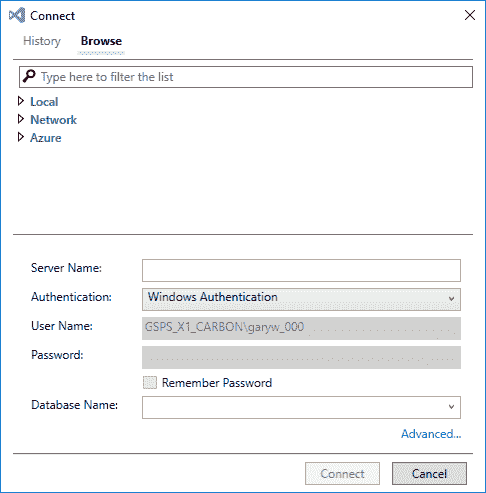 Connect
History Browse
Type here to filter the list
Local
Network
Azure
Server Name:
Authentication: Windows Authentication
User Name: GSPS_X1_CARBON\garyw_000
Password:
Remember Password
Database Name:
Advanced...
Connect Cancel